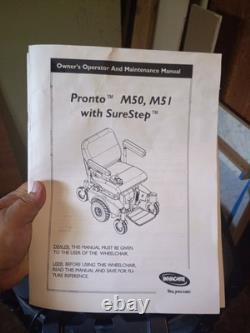 Owner's Operator And Maintenance Manual
Pronto™ M50, M51
with SureStep™
DEALER: THIS MANUAL MUST BE GIVEN
TO THE USER OF THE WHEELCHAIR.
USER: BEFORE USING THIS WHEELCHAIR,
READ THIS MANUAL AND SAVE FOR FU-
TURE REFERENCE.
INVACARE
Yes, you can.